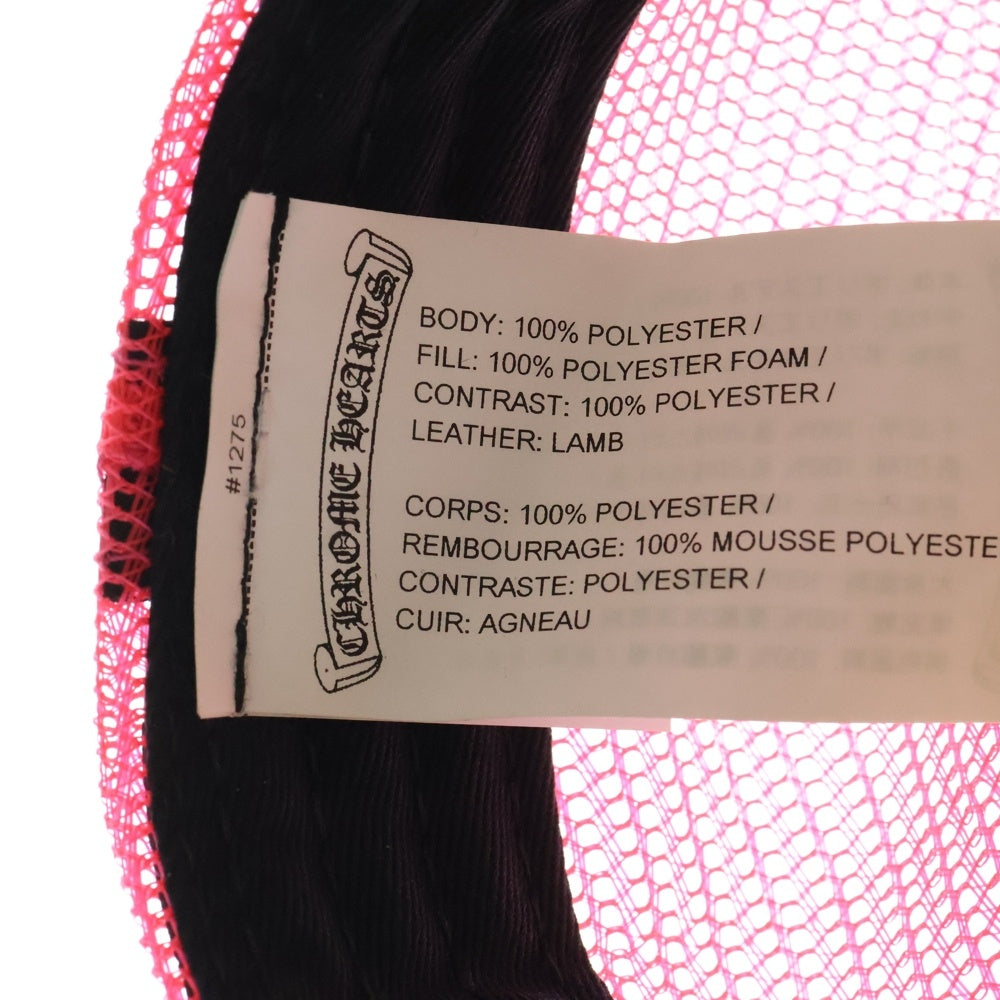 #1275
CHROME HEARTS
BODY: 100% POLYESTER /
FILL: 100% POLYESTER FOAM /
CONTRAST: 100% POLYESTER /
LEATHER: LAMB
CORPS: 100% POLYESTER /
REMBOURRAGE: 100% MOUSSE POLYESTE
CONTRASTE: POLYESTER /
CUIR: AGNEAU